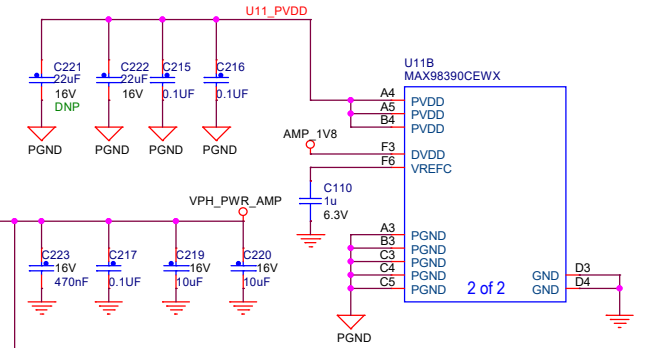 U11_PVDD
C221
22uF
16V
DNP
C222
22uF
16V
C215
0.1UF
C216
0.1UF
PGND
PGND
PGND
PGND
U11B
MAX98390CEWX
A4 PVDD
A5 PVDD
B4 PVDD
AMP_1V8
F3 DVDD
F6 VREFC
C110
1u
6.3V
VPH_PWR_AMP
C223
16V
470nF
C217
0.1UF
C219
16V
10uF
C220
16V
10uF
A3 PGND
B3 PGND
C3 PGND
C4 PGND
C5 PGND
GND D3
GND D4
2 of 2
PGND